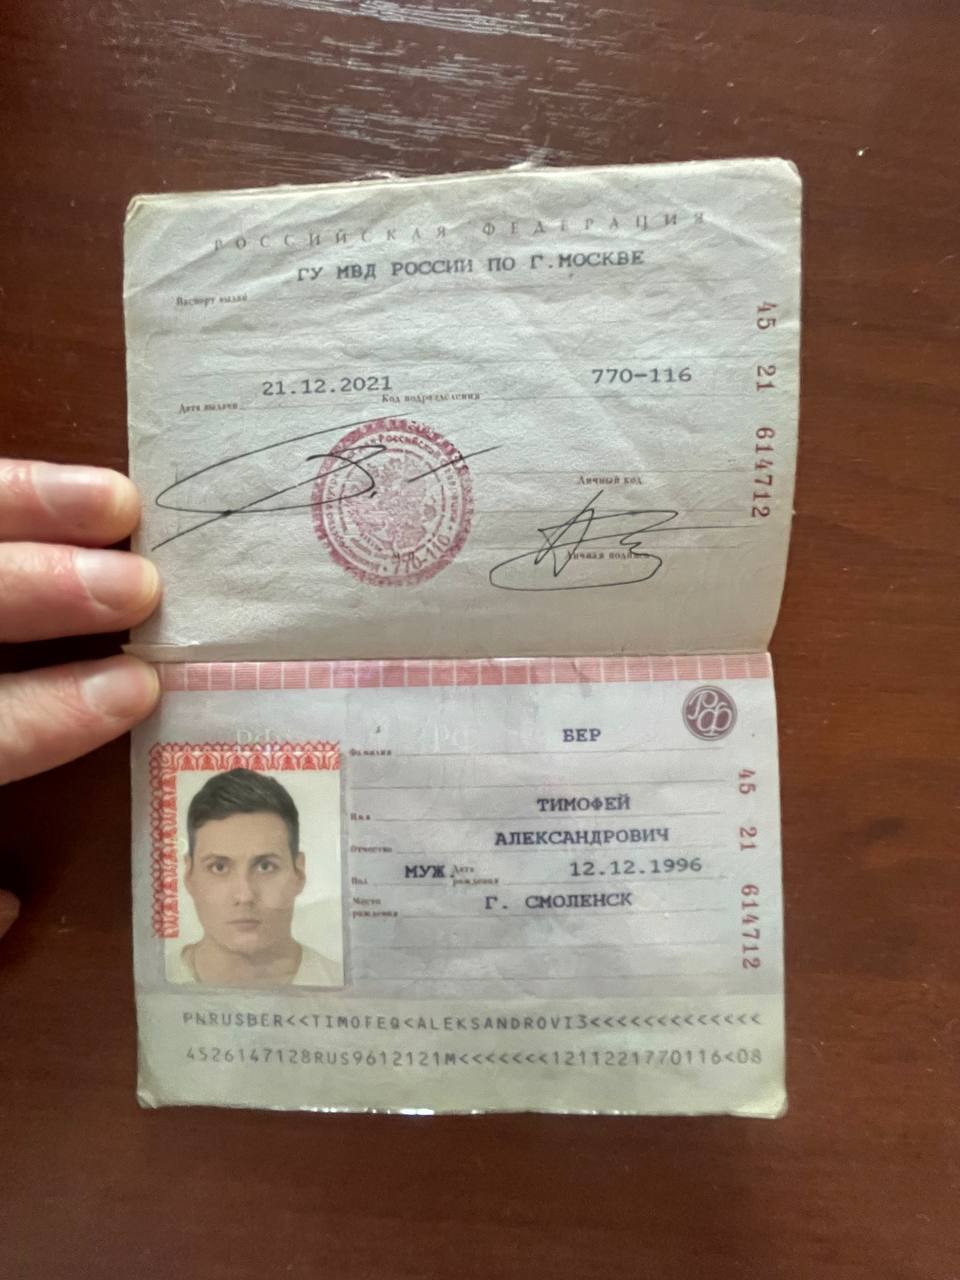 РОССИЙСКАЯ ФЕДЕРАЦИЯ
ГУ МВД РОССИИ ПО Г.МОСКВЕ
Паспорт выдан
21.12.2021 770-116
Дата выдачи Код подразделения
Личный код
Личная подпись
М.П.
45 21 614712
РФ
БЕР
Фамилия
ТИМОФЕЙ
Имя
АЛЕКСАНДРОВИЧ
Отчество
Пол МУЖ. Дата рождения 12.12.1996
Место рождения Г. СМОЛЕНСК
45 21 614712
PNRUSBER<<TIMOFEQ<ALEKSANDROVI3<<<<<<<<<<<<<<
4526147128RUS9612121M<<<<<<<1211221770116<08